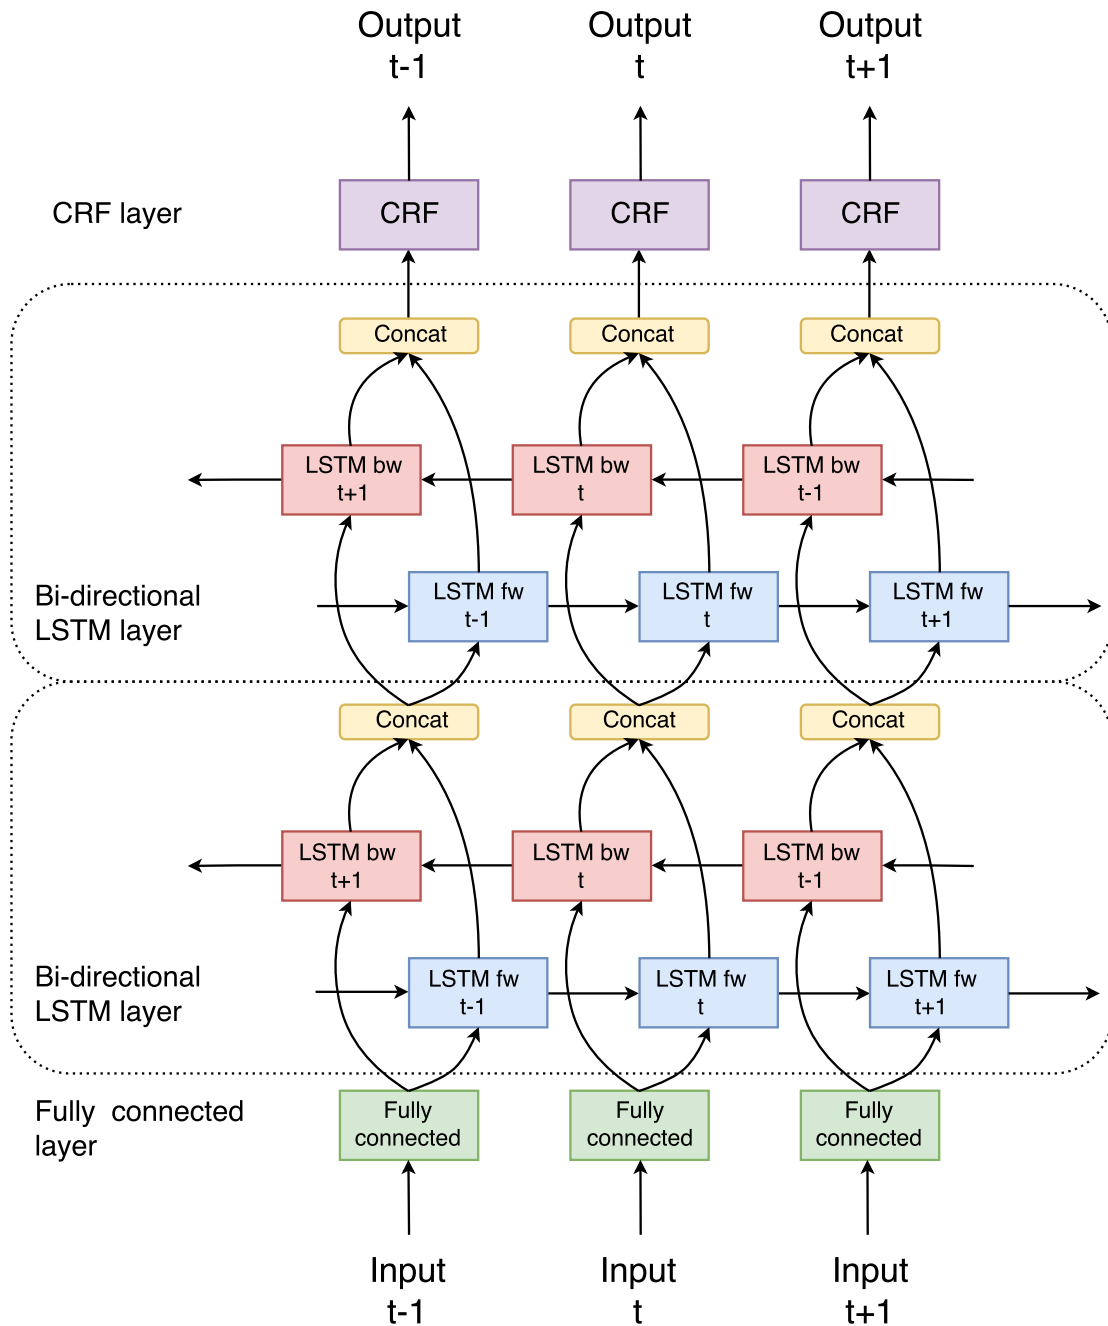 Output Output Output
t-1 t t+1
CRF layer CRF CRF CRF
Concat Concat Concat
LSTM bw LSTM bw LSTM bw
t+1 t t-1
Bi-directional
LSTM layer
LSTM fw LSTM fw LSTM fw
t-1 t t+1
Concat Concat Concat
LSTM bw LSTM bw LSTM bw
t+1 t t-1
Bi-directional
LSTM layer
LSTM fw LSTM fw LSTM fw
t-1 t t+1
Fully connected
layer
Fully Fully Fully
connected connected connected
Input Input Input
t-1 t t+1